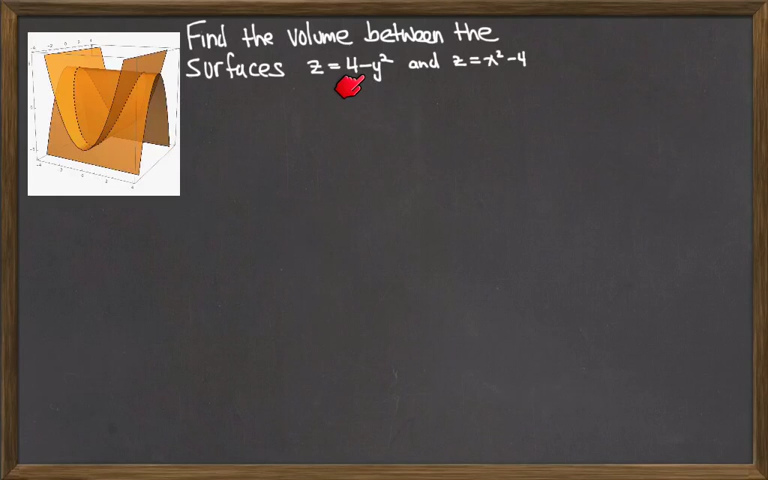 Find the volume between the
surfaces z = 4-y² and z = x²-4